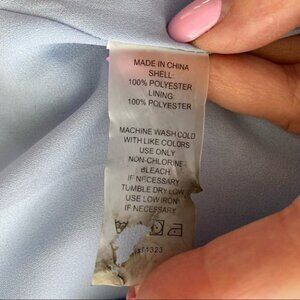 MADE IN CHINA
SHELL:
100% POLYESTER
LINING:
100% POLYESTER
MACHINE WASH COLD
WITH LIKE COLORS
USE ONLY
NON-CHLORINE
BLEACH
IF NECESSARY
TUMBLE DRY LOW
USE LOW IRON
IF NECESSARY